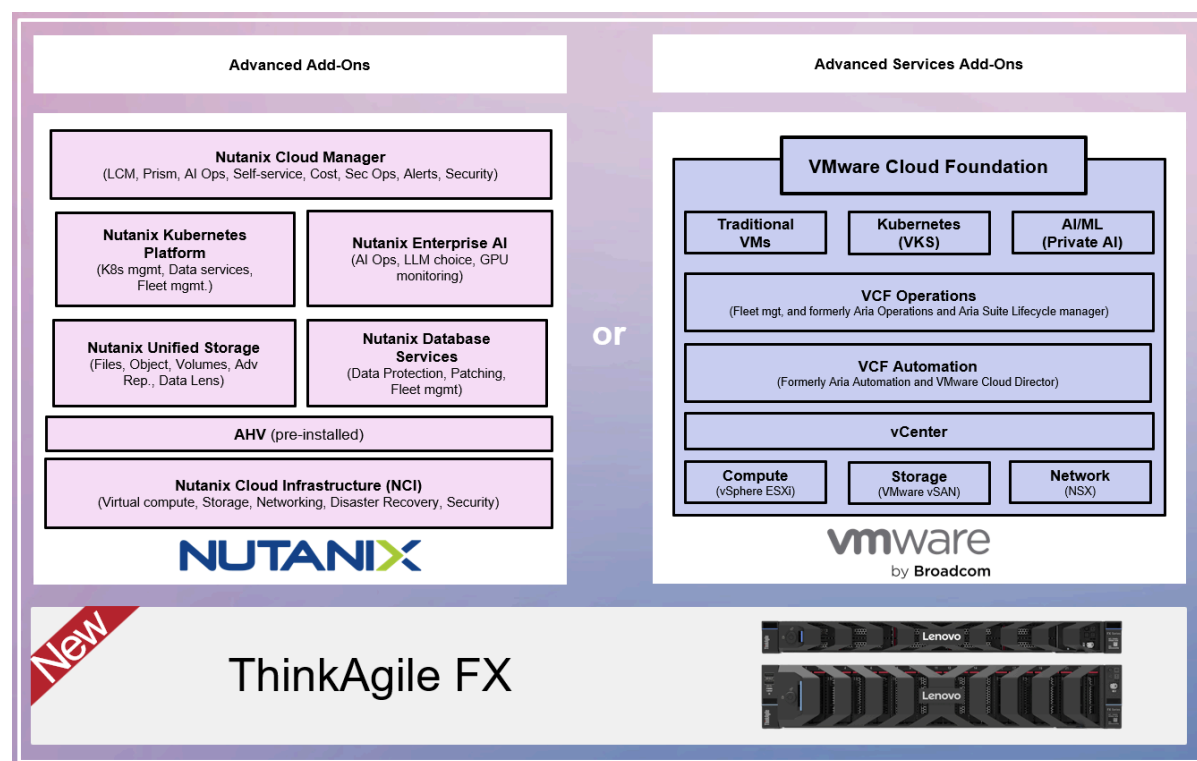 Advanced Add-Ons
Nutanix Cloud Manager
(LCM, Prism, AI Ops, Self-service, Cost, Sec Ops, Alerts, Security)
Nutanix Kubernetes
Platform
(K8s mgmt, Data services,
Fleet mgmt.)
Nutanix Enterprise AI
(AI Ops, LLM choice, GPU
monitoring)
Nutanix Unified Storage
(Files, Object, Volumes, Adv
Rep., Data Lens)
Nutanix Database
Services
(Data Protection, Patching,
Fleet mgmt)
AHV (pre-installed)
Nutanix Cloud Infrastructure (NCI)
(Virtual compute, Storage, Networking, Disaster Recovery, Security)
NUTANIX
or
Advanced Services Add-Ons
VMware Cloud Foundation
Traditional
VMs
Kubernetes
(VKS)
AI/ML
(Private AI)
VCF Operations
(Fleet mgt, and formerly Aria Operations and Aria Suite Lifecycle manager)
VCF Automation
(Formerly Aria Automation and VMware Cloud Director)
vCenter
Compute
(vSphere ESXi)
Storage
(VMware vSAN)
Network
(NSX)
vmware
by Broadcom
New
ThinkAgile FX
Lenovo
Lenovo